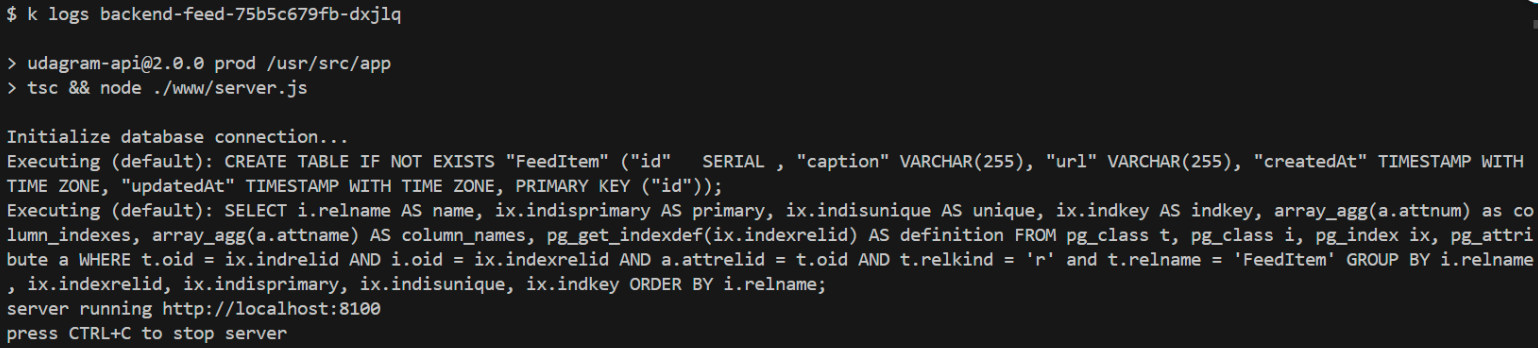 $ k logs backend-feed-75b5c679fb-dxjlq

> udagram-api@2.0.0 prod /usr/src/app
> tsc && node ./www/server.js

Initialize database connection...
Executing (default): CREATE TABLE IF NOT EXISTS "FeedItem" ("id"   SERIAL , "caption" VARCHAR(255), "url" VARCHAR(255), "createdAt" TIMESTAMP WITH
TIME ZONE, "updatedAt" TIMESTAMP WITH TIME ZONE, PRIMARY KEY ("id"));
Executing (default): SELECT i.relname AS name, ix.indisprimary AS primary, ix.indisunique AS unique, ix.indkey AS indkey, array_agg(a.attnum) as co
lumn_indexes, array_agg(a.attname) AS column_names, pg_get_indexdef(ix.indexrelid) AS definition FROM pg_class t, pg_class i, pg_index ix, pg_attri
bute a WHERE t.oid = ix.indrelid AND i.oid = ix.indexrelid AND a.attrelid = t.oid AND t.relkind = 'r' and t.relname = 'FeedItem' GROUP BY i.relname
, ix.indexrelid, ix.indisprimary, ix.indisunique, ix.indkey ORDER BY i.relname;
server running http://localhost:8100
press CTRL+C to stop server